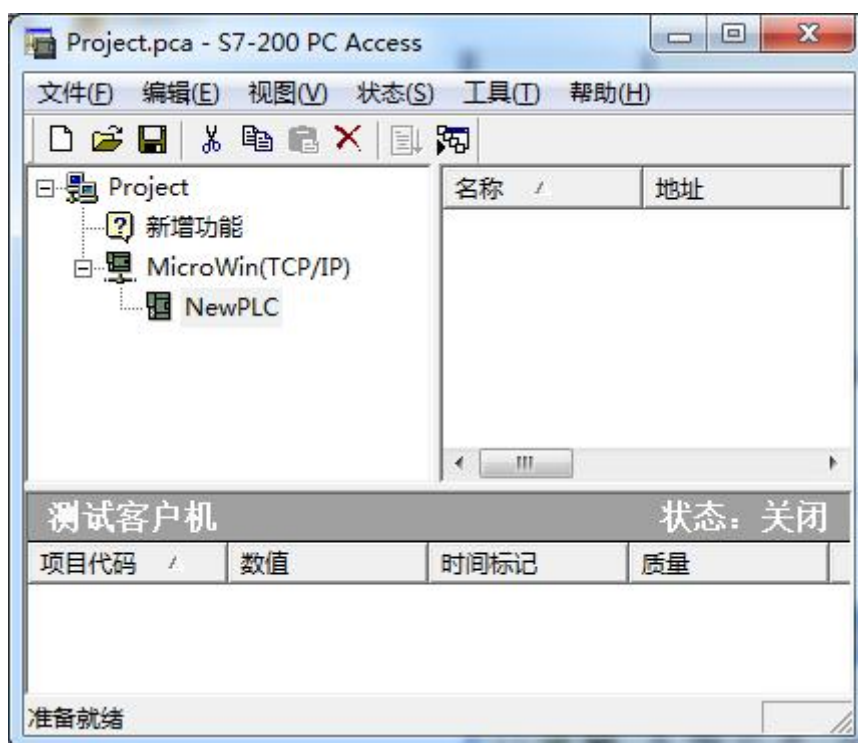 Project.pca - S7-200 PC Access
文件(F) 编辑(E) 视图(V) 状态(S) 工具(T) 帮助(H)
Project
新增功能
MicroWin(TCP/IP)
NewPLC
名称 地址
测试客户机 状态：关闭
项目代码 数值 时间标记 质量
准备就绪